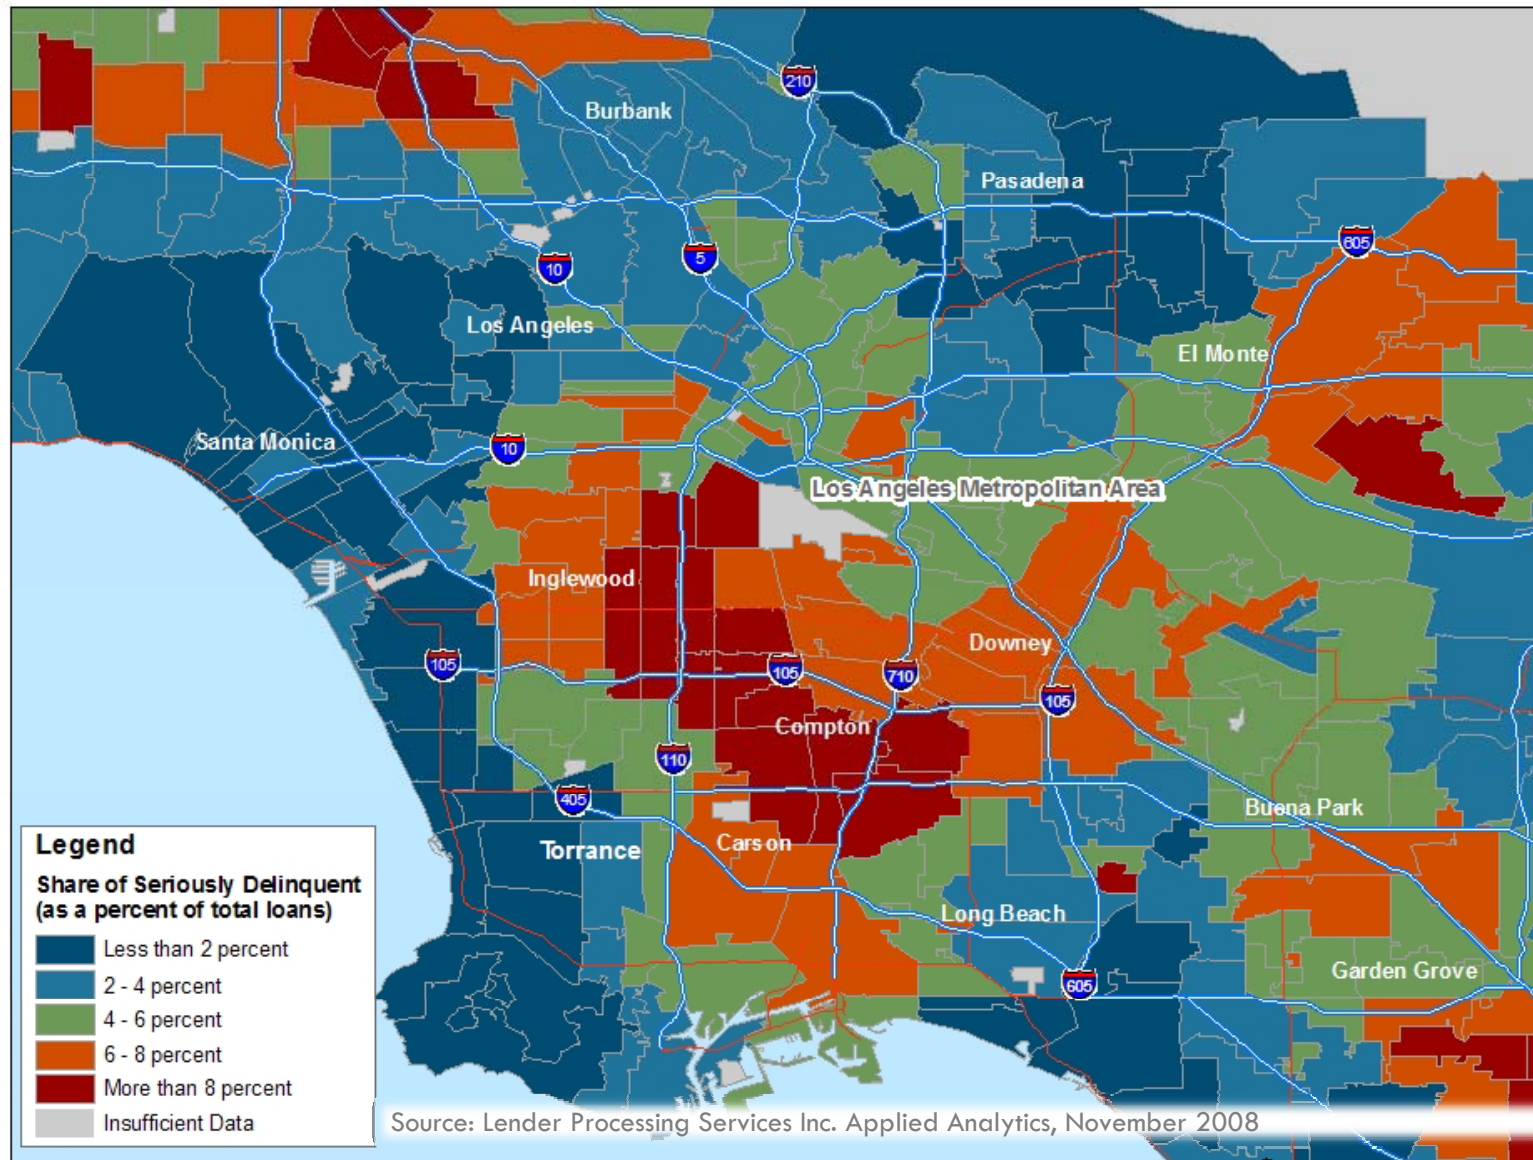 210
Burbank
Pasadena
605
10
5
Los Angeles
El Monte
Santa Monica
10
Los Angeles Metropolitan Area
Inglewood
Downey
105
105
710
105
Compton
110
405
Buena Park
Torrance
Carson
Long Beach
Garden Grove
605
Legend
Share of Seriously Delinquent
(as a percent of total loans)
Less than 2 percent
2 - 4 percent
4 - 6 percent
6 - 8 percent
More than 8 percent
Insufficient Data
Source: Lender Processing Services Inc. Applied Analytics, November 2008